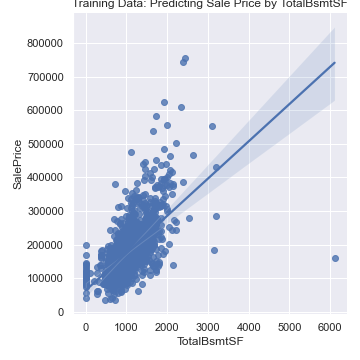 Training Data: Predicting Sale Price by TotalBsmtSF
800000
700000
600000
500000
400000
300000
200000
100000
0
SalePrice
0 1000 2000 3000 4000 5000 6000
TotalBsmtSF